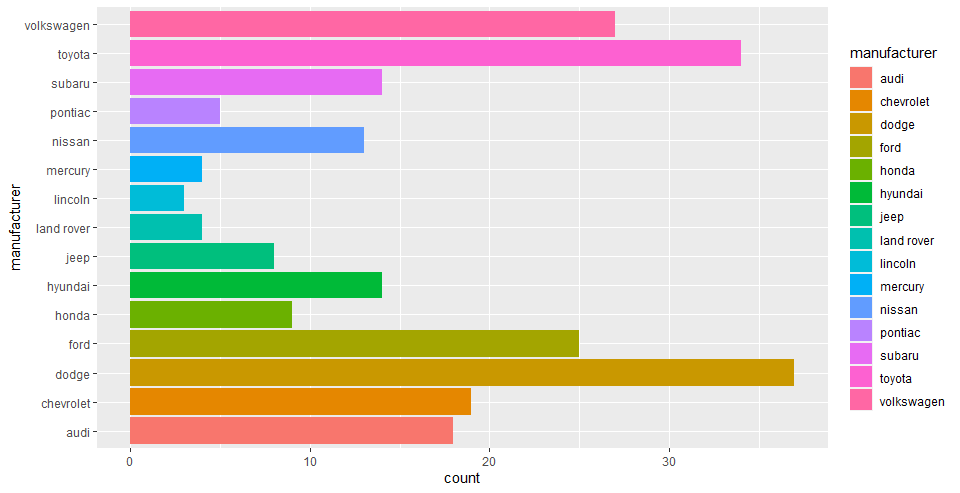 volkswagen
toyota
subaru
pontiac
nissan
mercury
lincoln
land rover
jeep
hyundai
honda
ford
dodge
chevrolet
audi
manufacturer
0 10 20 30
count
manufacturer
audi
chevrolet
dodge
ford
honda
hyundai
jeep
land rover
lincoln
mercury
nissan
pontiac
subaru
toyota
volkswagen